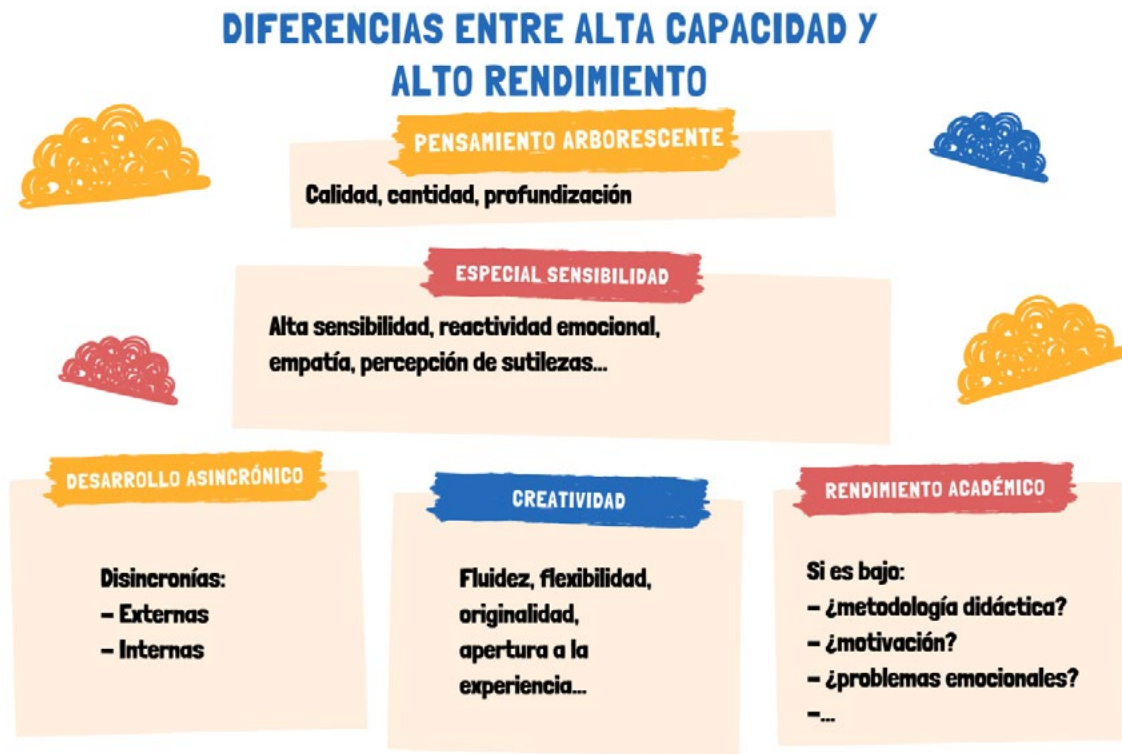 DIFERENCIAS ENTRE ALTA CAPACIDAD Y
ALTO RENDIMIENTO
PENSAMIENTO ARBORESCENTE
Calidad, cantidad, profundización
ESPECIAL SENSIBILIDAD
Alta sensibilidad, reactividad emocional,
empatía, percepción de sutilezas...
DESARROLLO ASINCRÓNICO
Disincronías:
– Externas
– Internas
CREATIVIDAD
Fluidez, flexibilidad,
originalidad,
apertura a la
experiencia...
RENDIMIENTO ACADÉMICO
Si es bajo:
– ¿metodología didáctica?
– ¿motivación?
– ¿problemas emocionales?
–...